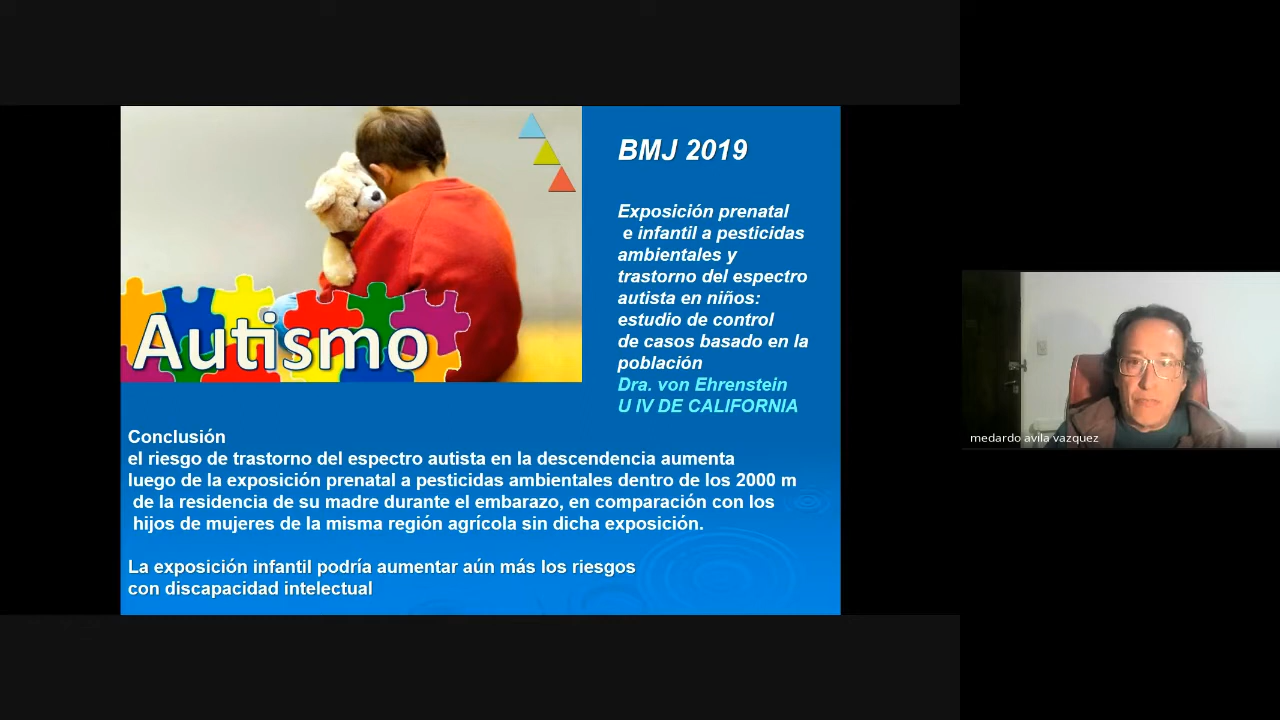 Autismo
BMJ 2019
Exposición prenatal
e infantil a pesticidas
ambientales y
trastorno del espectro
autista en niños:
estudio de control
de casos basado en la
población
Dra. von Ehrenstein
U IV DE CALIFORNIA
Conclusión
el riesgo de trastorno del espectro autista en la descendencia aumenta
luego de la exposición prenatal a pesticidas ambientales dentro de los 2000 m
de la residencia de su madre durante el embarazo, en comparación con los
hijos de mujeres de la misma región agrícola sin dicha exposición.
La exposición infantil podría aumentar aún más los riesgos
con discapacidad intelectual
medardo avila vazquez